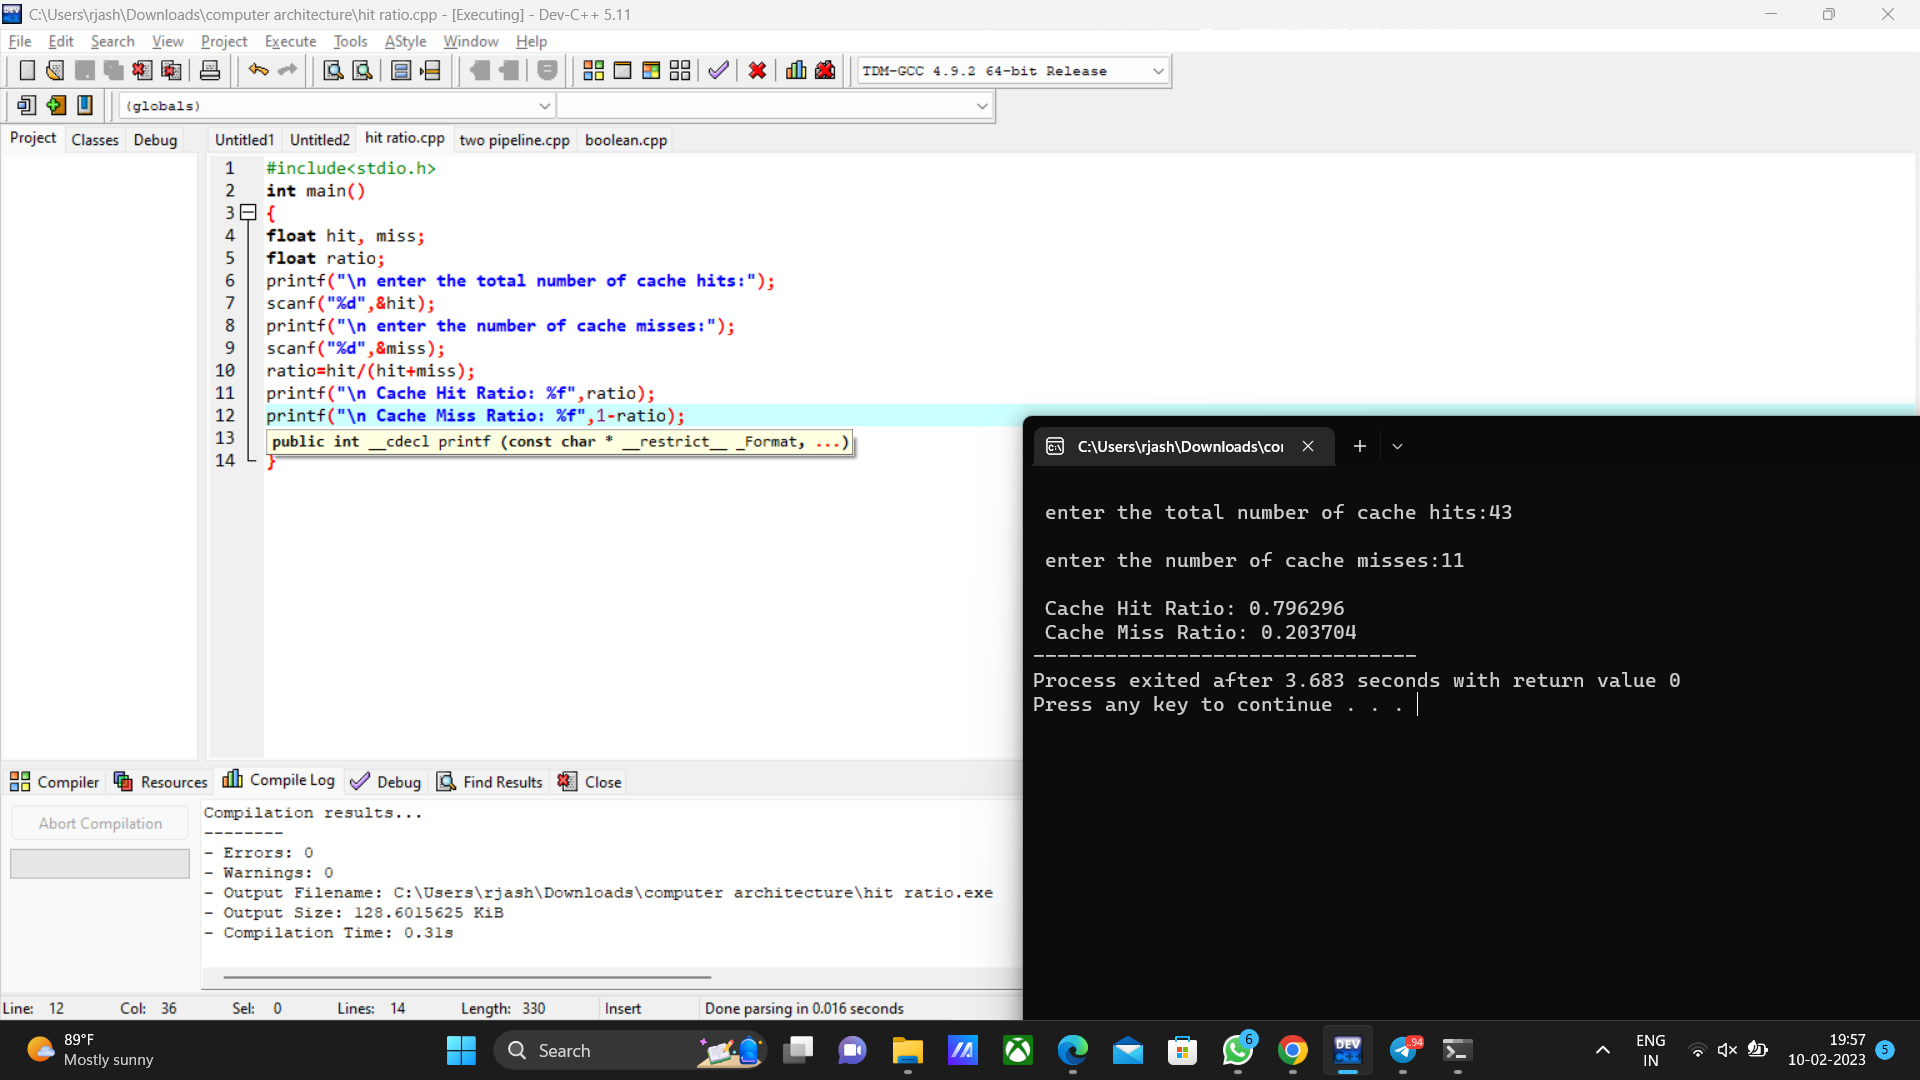 C:\Users\rjash\Downloads\computer architecture\hit ratio.cpp - [Executing] - Dev-C++ 5.11
File Edit Search View Project Execute Tools AStyle Window Help
TDM-GCC 4.9.2 64-bit Release
(globals)
Project Classes Debug
Untitled1 Untitled2 hit ratio.cpp two pipeline.cpp boolean.cpp
1 #include<stdio.h>
2 int main()
3 {
4 float hit, miss;
5 float ratio;
6 printf("\n enter the total number of cache hits:");
7 scanf("%d",&hit);
8 printf("\n enter the number of cache misses:");
9 scanf("%d",&miss);
10 ratio=hit/(hit+miss);
11 printf("\n Cache Hit Ratio: %f",ratio);
12 printf("\n Cache Miss Ratio: %f",1-ratio);
13
public int __cdecl printf (const char * __restrict__ _Format, ...)
14 }
C:\Users\rjash\Downloads\cor
enter the total number of cache hits:43
enter the number of cache misses:11
Cache Hit Ratio: 0.796296
Cache Miss Ratio: 0.203704
--------------------------------
Process exited after 3.683 seconds with return value 0
Press any key to continue . . .
Compiler Resources Compile Log Debug Find Results Close
Abort Compilation
Compilation results...
--------
- Errors: 0
- Warnings: 0
- Output Filename: C:\Users\rjash\Downloads\computer architecture\hit ratio.exe
- Output Size: 128.6015625 KiB
- Compilation Time: 0.31s
Line: 12 Col: 36 Sel: 0 Lines: 14 Length: 330 Insert Done parsing in 0.016 seconds
89°F
Mostly sunny
Search
6
DEV
C++
94
ENG
IN
19:57
10-02-2023
5